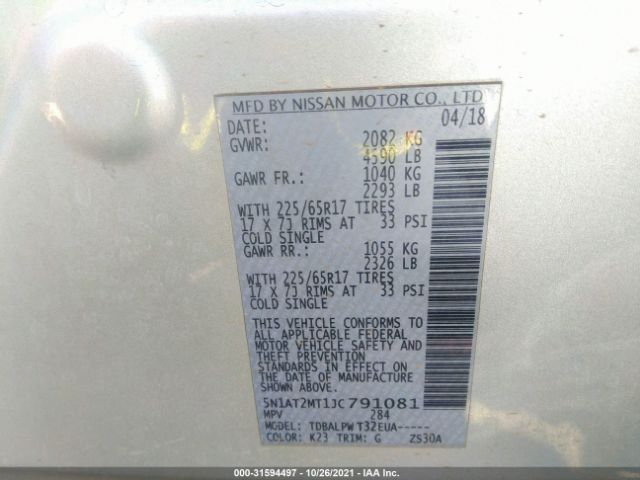 MFD BY NISSAN MOTOR CO., LTD
DATE: 04/18
GVWR: 2082 KG
4590 LB
GAWR FR.: 1040 KG
2293 LB
WITH 225/65R17 TIRES
17 X 7J RIMS AT 33 PSI
COLD SINGLE
GAWR RR.: 1055 KG
2326 LB
WITH 225/65R17 TIRES
17 X 7J RIMS AT 33 PSI
COLD SINGLE
THIS VEHICLE CONFORMS TO
ALL APPLICABLE FEDERAL
MOTOR VEHICLE SAFETY AND
THEFT PREVENTION
STANDARDS IN EFFECT ON
THE DATE OF MANUFACTURE
SHOWN ABOVE.
5N1AT2MT1JC791081
MPV 284
MODEL: TDBALPW T32EUA-----
COLOR: K23 TRIM: G ZS30A
000-31594497 - 10/26/2021 - IAA Inc.